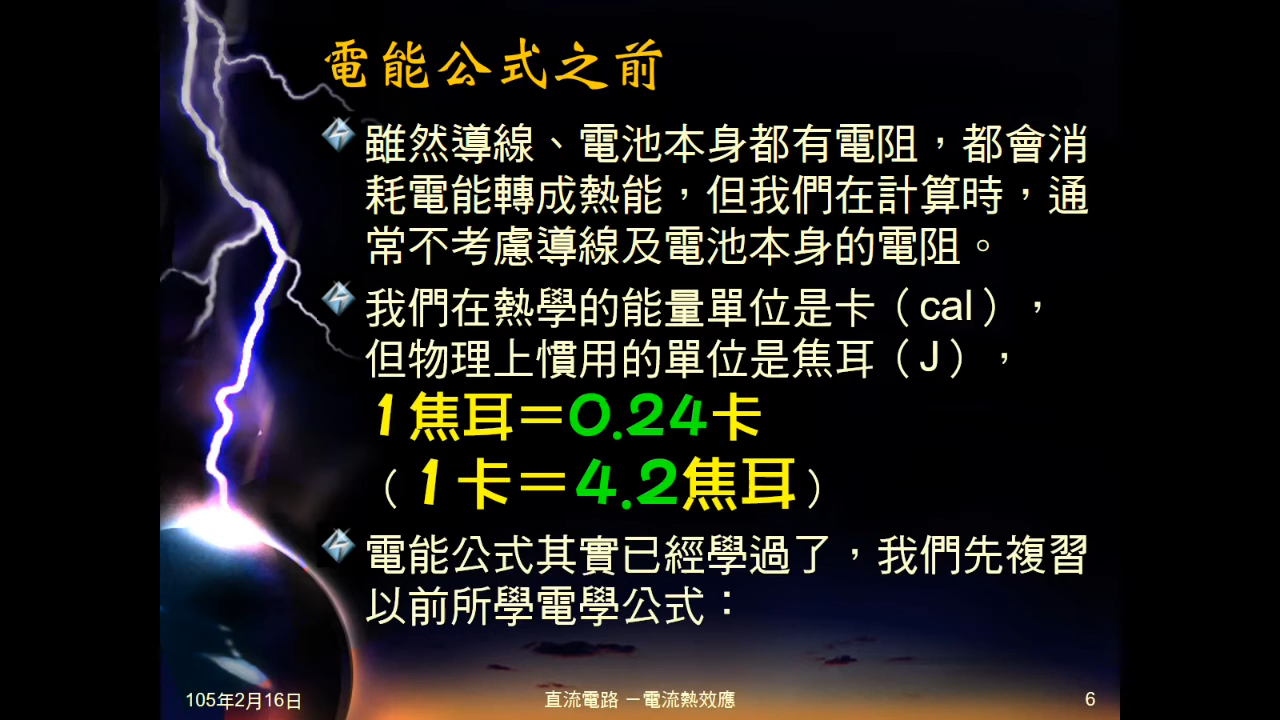 電能公式之前
雖然導線、電池本身都有電阻，都會消
耗電能轉成熱能，但我們在計算時，通
常不考慮導線及電池本身的電阻。
我們在熱學的能量單位是卡（cal），
但物理上慣用的單位是焦耳（J），
1焦耳＝0.24卡
（1卡＝4.2焦耳）
電能公式其實已經學過了，我們先複習
以前所學電學公式：
105年2月16日
直流電路 －電流熱效應
6